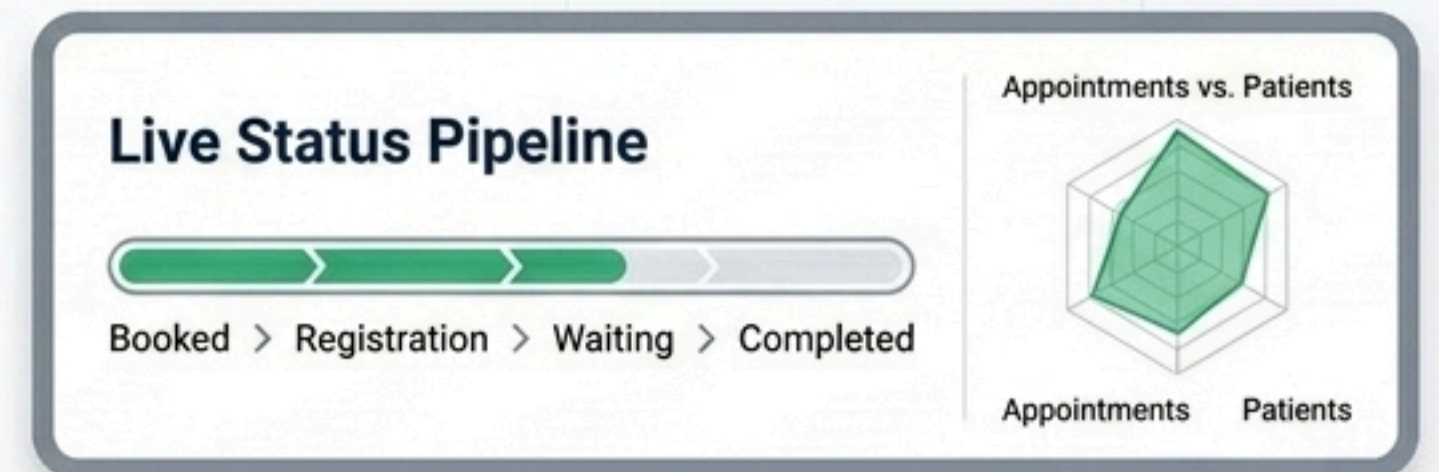 Live Status Pipeline
Booked > Registration > Waiting > Completed
Appointments vs. Patients
Appointments Patients